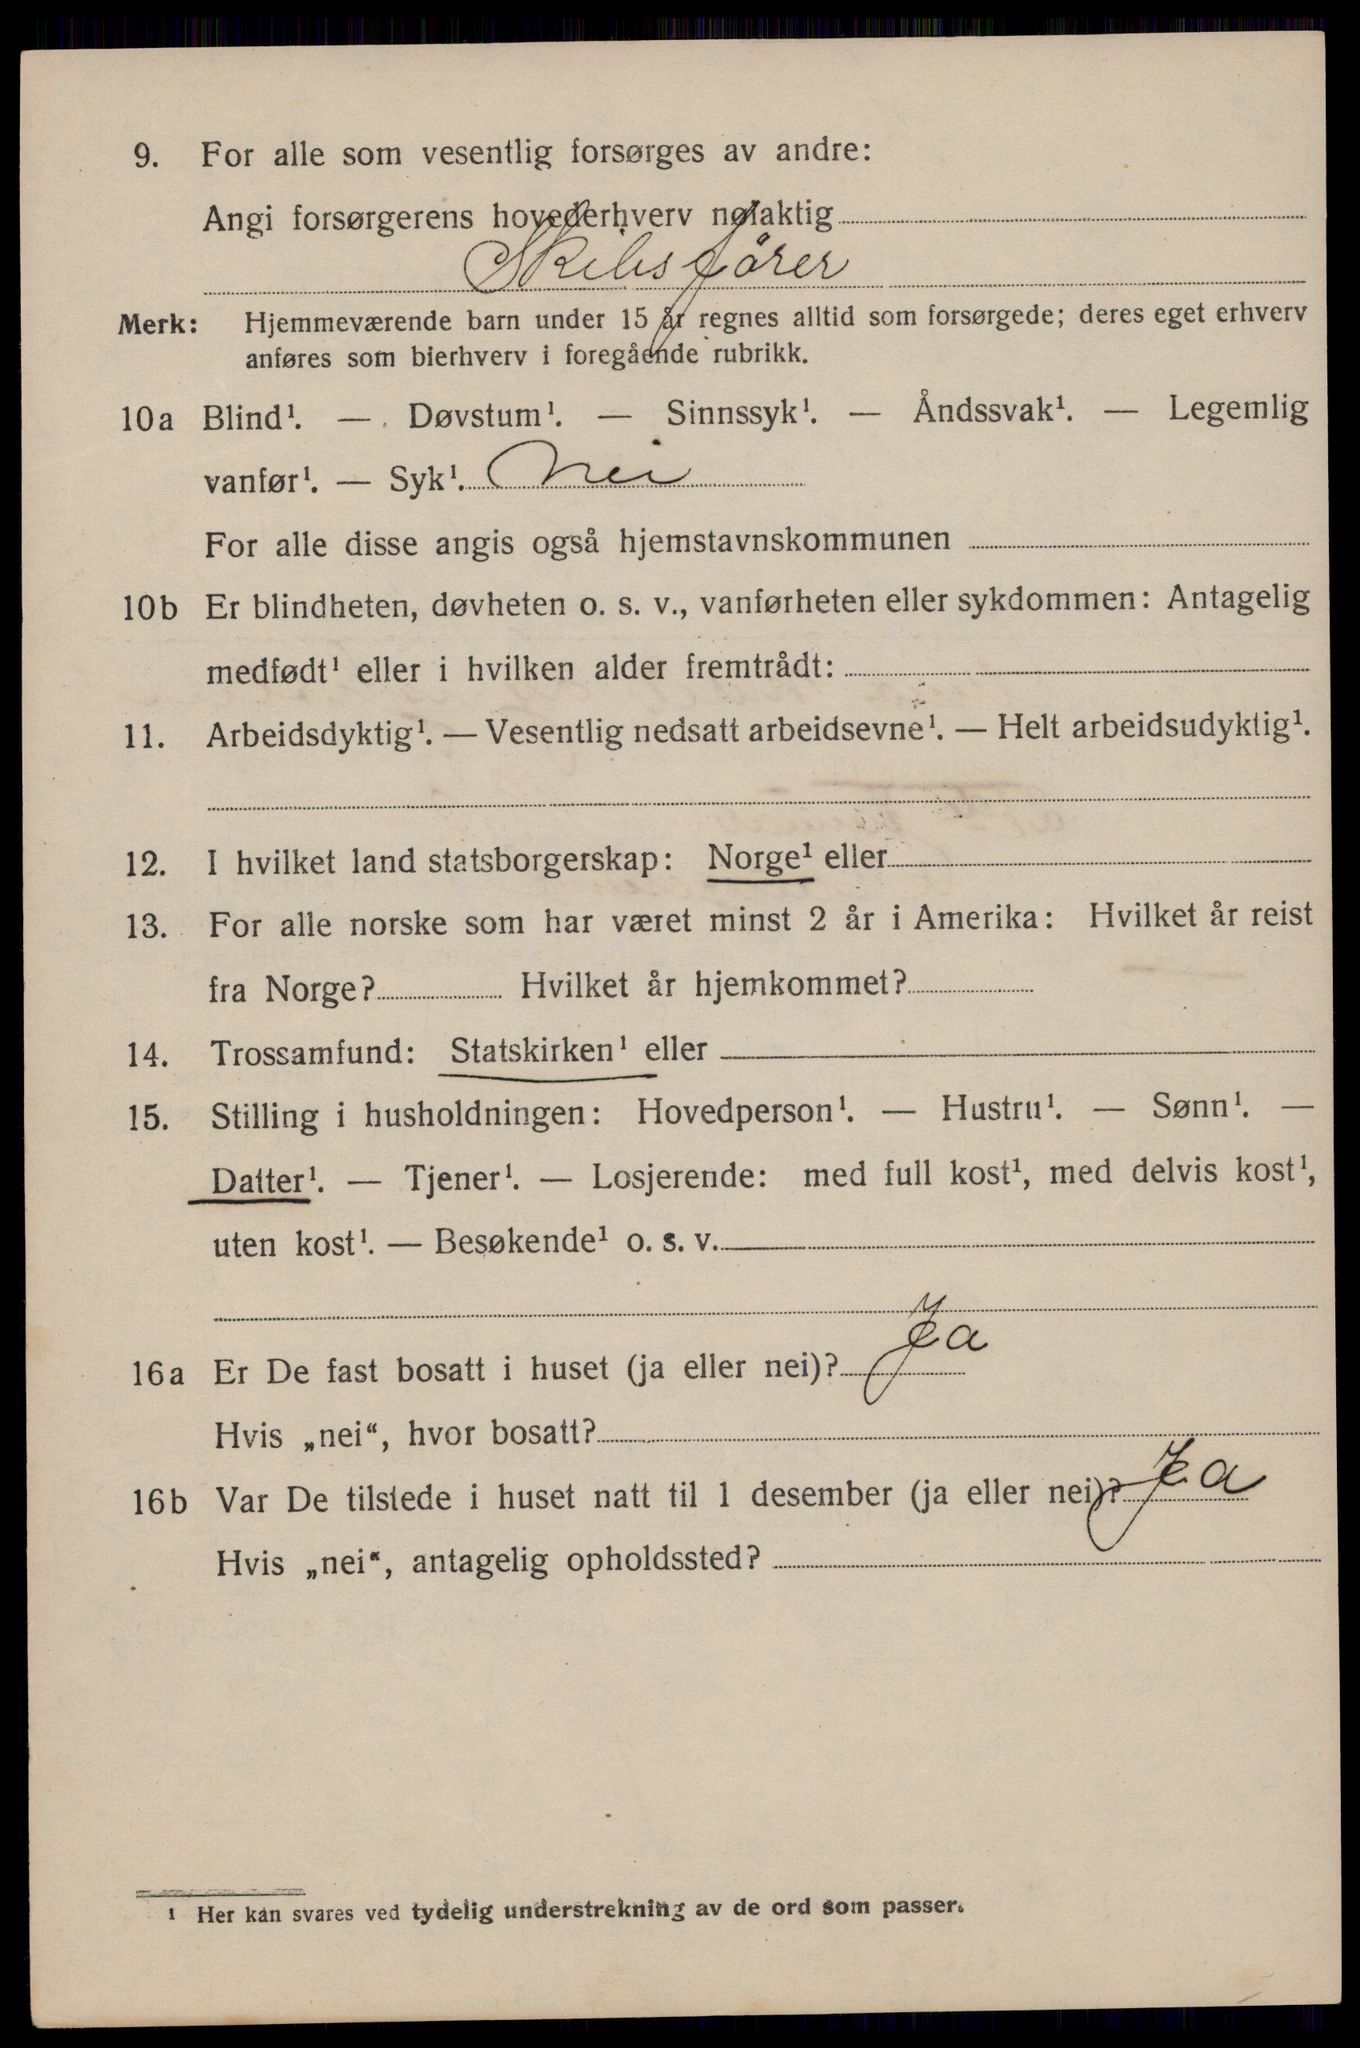 9. For alle som vesentlig forsørges av andre:
Angi forsørgerens hovederhverv nøiaktig
Skibsfører
Merk: Hjemmeværende barn under 15 år regnes alltid som forsørgede; deres eget erhverv
anføres som bierhverv i foregående rubrikk.
10a Blind¹. — Døvstum¹. — Sinnssyk¹. — Åndssvak¹. — Legemlig
vanfør¹. — Syk¹. Nei
For alle disse angis også hjemstavnskommunen
10b Er blindheten, døvheten o. s. v., vanførheten eller sykdommen: Antagelig
medfødt¹ eller i hvilken alder fremtrådt:
11. Arbeidsdyktig¹. — Vesentlig nedsatt arbeidsevne¹. — Helt arbeidsudyktig¹.
12. I hvilket land statsborgerskap: Norge¹ eller
13. For alle norske som har været minst 2 år i Amerika: Hvilket år reist
fra Norge? Hvilket år hjemkommet?
14. Trossamfund: Statskirken¹ eller
15. Stilling i husholdningen: Hovedperson¹. — Hustru¹. — Sønn¹. —
Datter¹. — Tjener¹. — Losjerende: med full kost¹, med delvis kost¹,
uten kost¹. — Besøkende¹ o. s. v.
16a Er De fast bosatt i huset (ja eller nei)? Ja
Hvis „nei“, hvor bosatt?
16b Var De tilstede i huset natt til 1 desember (ja eller nei)? Ja
Hvis „nei“, antagelig opholdssted?
¹ Her kan svares ved tydelig understrekning av de ord som passer.